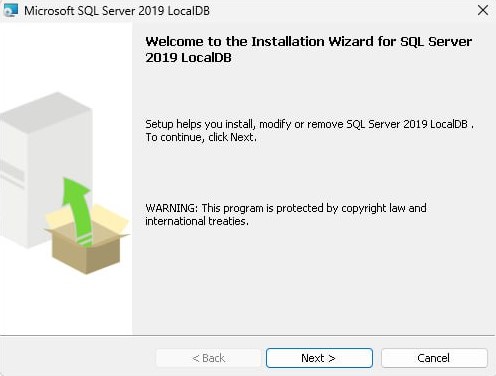 Microsoft SQL Server 2019 LocalDB
Welcome to the Installation Wizard for SQL Server
2019 LocalDB
Setup helps you install, modify or remove SQL Server 2019 LocalDB .
To continue, click Next.
WARNING: This program is protected by copyright law and
international treaties.
< Back
Next >
Cancel